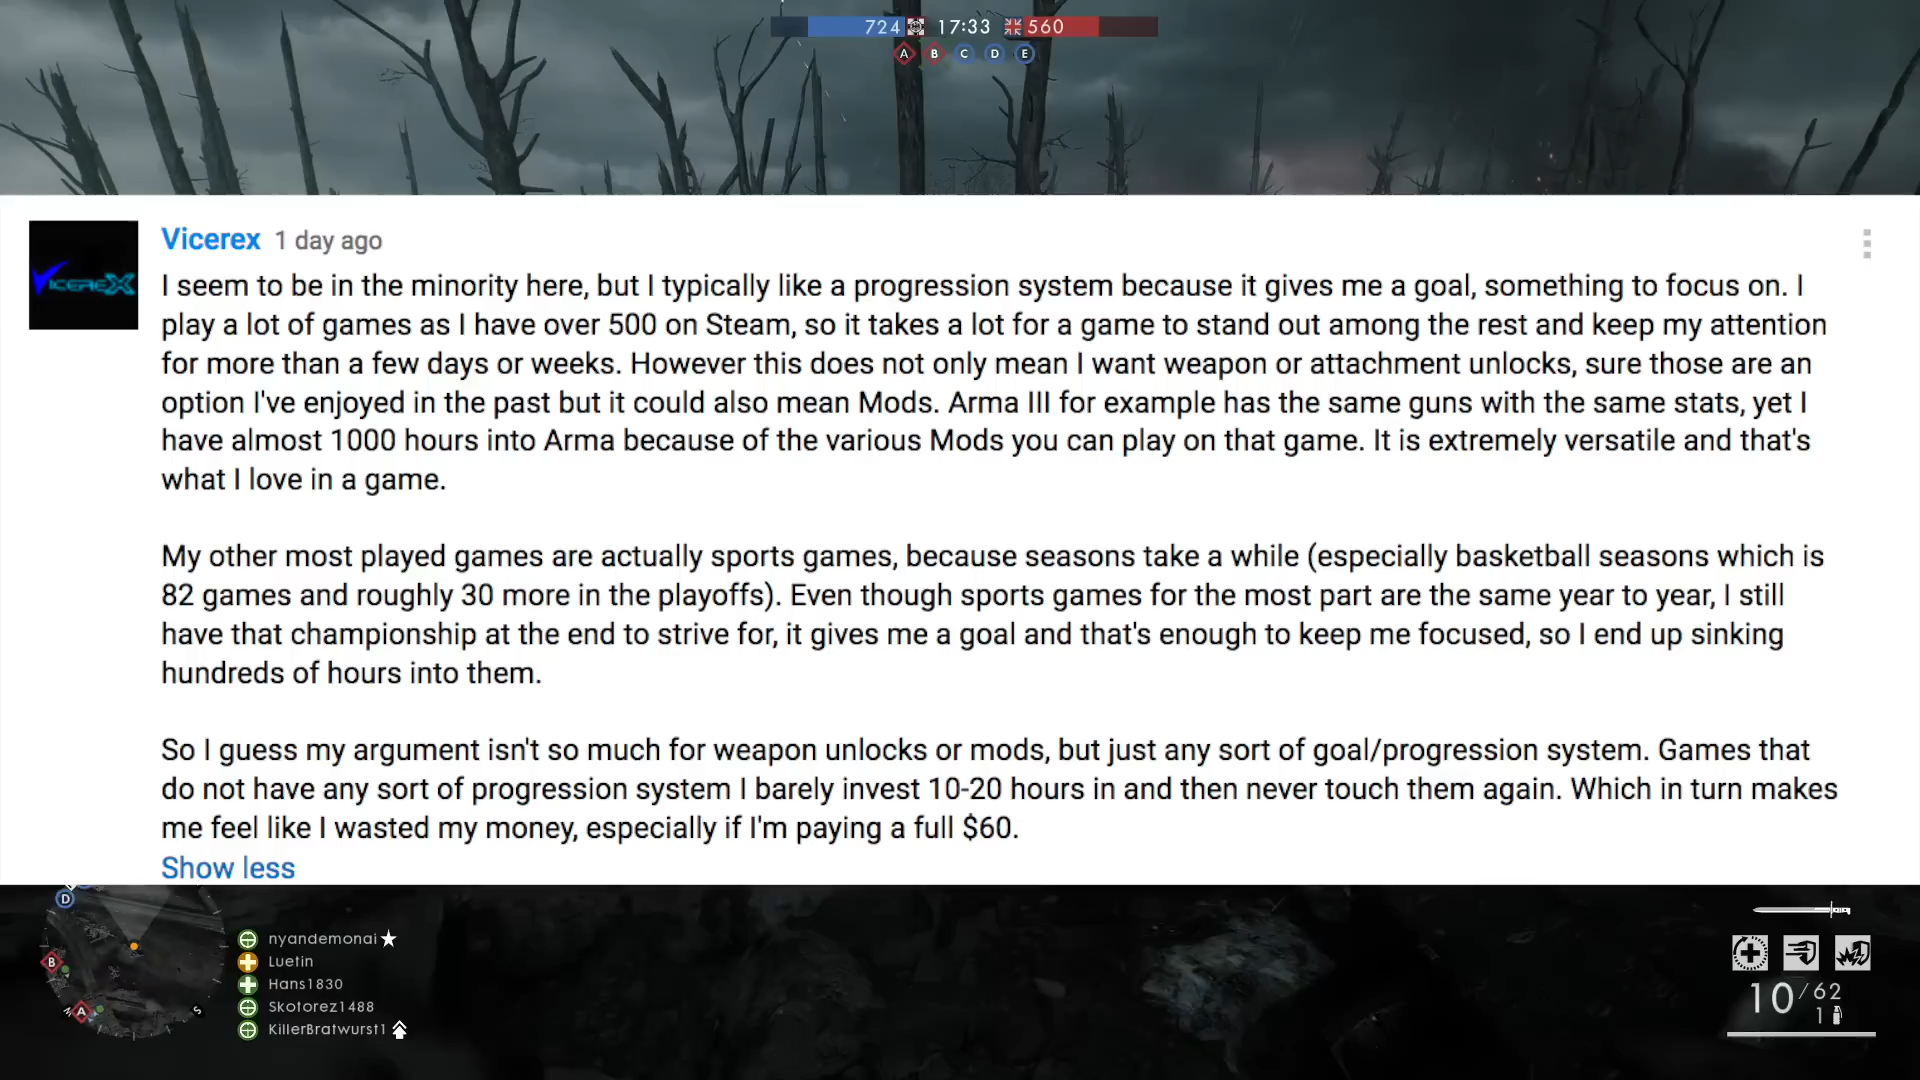 724 17:33 560
A B C D E
Vicerex 1 day ago
VICEREX
I seem to be in the minority here, but I typically like a progression system because it gives me a goal, something to focus on. I
play a lot of games as I have over 500 on Steam, so it takes a lot for a game to stand out among the rest and keep my attention
for more than a few days or weeks. However this does not only mean I want weapon or attachment unlocks, sure those are an
option I've enjoyed in the past but it could also mean Mods. Arma III for example has the same guns with the same stats, yet I
have almost 1000 hours into Arma because of the various Mods you can play on that game. It is extremely versatile and that's
what I love in a game.
My other most played games are actually sports games, because seasons take a while (especially basketball seasons which is
82 games and roughly 30 more in the playoffs). Even though sports games for the most part are the same year to year, I still
have that championship at the end to strive for, it gives me a goal and that's enough to keep me focused, so I end up sinking
hundreds of hours into them.
So I guess my argument isn't so much for weapon unlocks or mods, but just any sort of goal/progression system. Games that
do not have any sort of progression system I barely invest 10-20 hours in and then never touch them again. Which in turn makes
me feel like I wasted my money, especially if I'm paying a full $60.
Show less
D
B
A
W
S
nyandemonai
Luetin
Hans1830
Skotorez1488
KillerBratwurst1
10/62
1